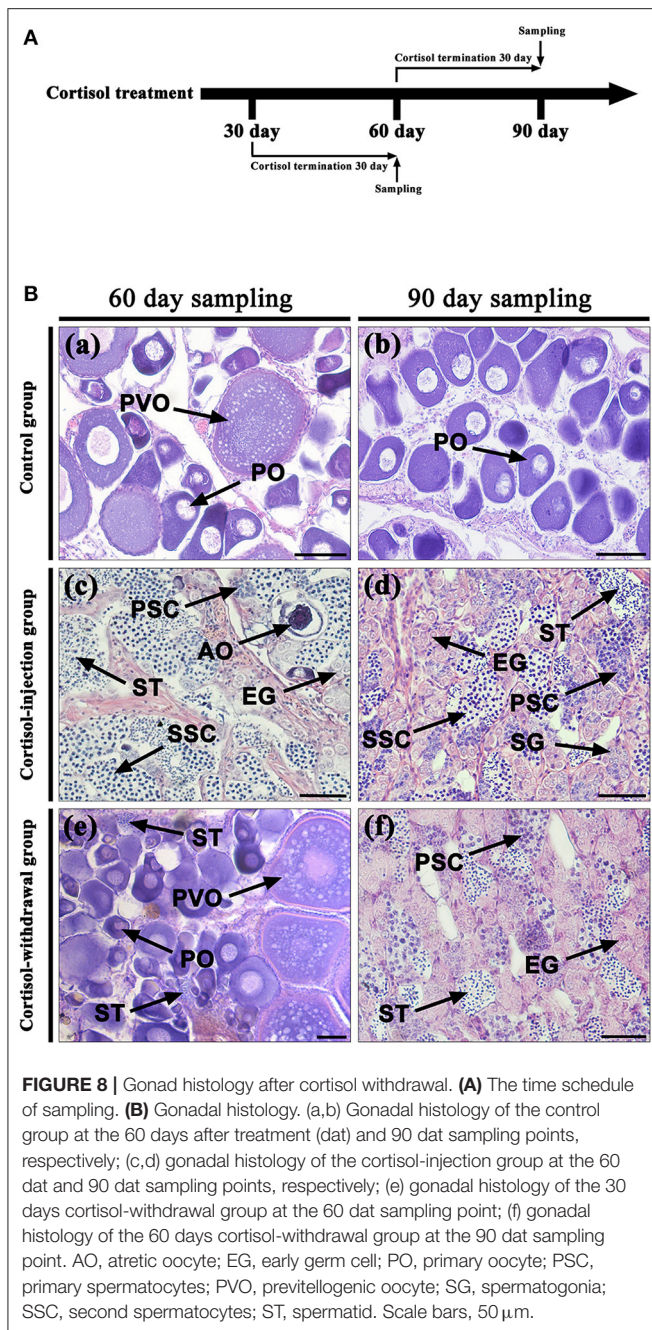 A
Sampling
Cortisol termination 30 day
Cortisol treatment
30 day
60 day
90 day
Cortisol termination 30 day
Sampling
B
60 day sampling
90 day sampling
Control group
(a)
PVO
PO
(b)
PO
Cortisol-injection group
(c)
PSC
AO
ST
EG
SSC
(d)
ST
EG
PSC
SSC
SG
Cortisol-withdrawal group
(e)
ST
PVO
PO
ST
(f)
PSC
EG
ST
FIGURE 8 | Gonad histology after cortisol withdrawal. (A) The time schedule
of sampling. (B) Gonadal histology. (a,b) Gonadal histology of the control
group at the 60 days after treatment (dat) and 90 dat sampling points,
respectively; (c,d) gonadal histology of the cortisol-injection group at the 60
dat and 90 dat sampling points, respectively; (e) gonadal histology of the 30
days cortisol-withdrawal group at the 60 dat sampling point; (f) gonadal
histology of the 60 days cortisol-withdrawal group at the 90 dat sampling
point. AO, atretic oocyte; EG, early germ cell; PO, primary oocyte; PSC,
primary spermatocytes; PVO, previtellogenic oocyte; SG, spermatogonia;
SSC, second spermatocytes; ST, spermatid. Scale bars, 50 μm.